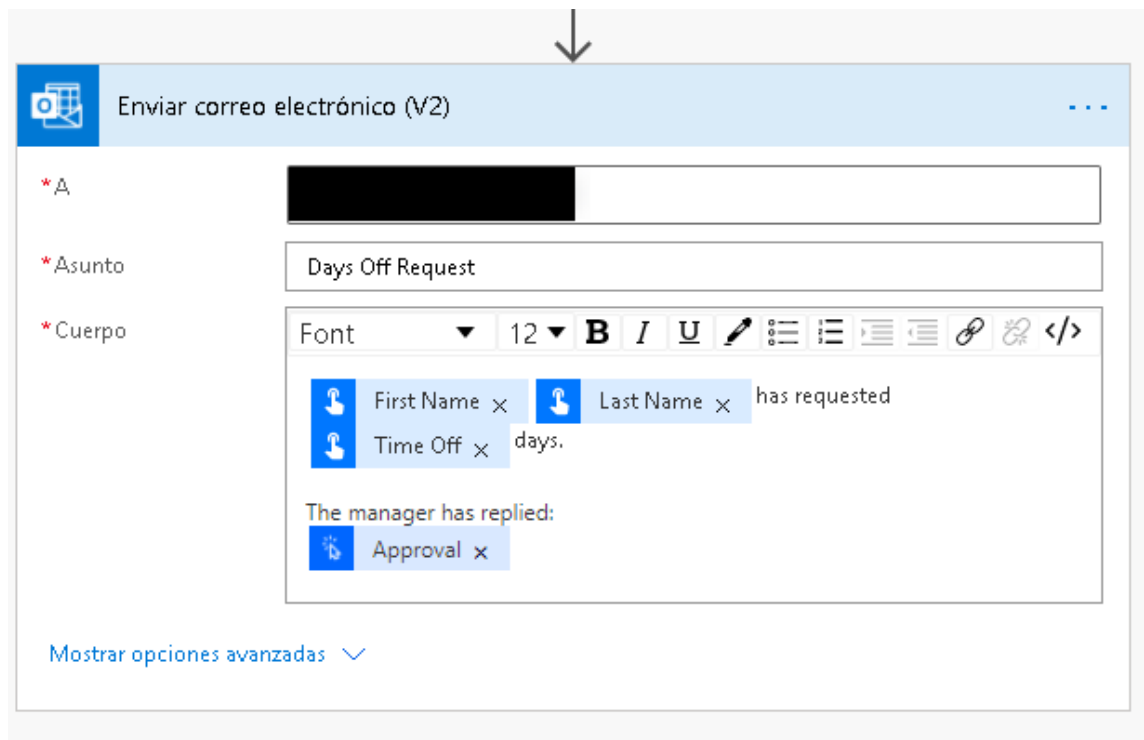 Enviar correo electrónico (V2)
*A
*Asunto
Days Off Request
*Cuerpo
Font 12 B I U </>
First Name × Last Name × has requested
Time Off × days.
The manager has replied:
Approval ×
Mostrar opciones avanzadas